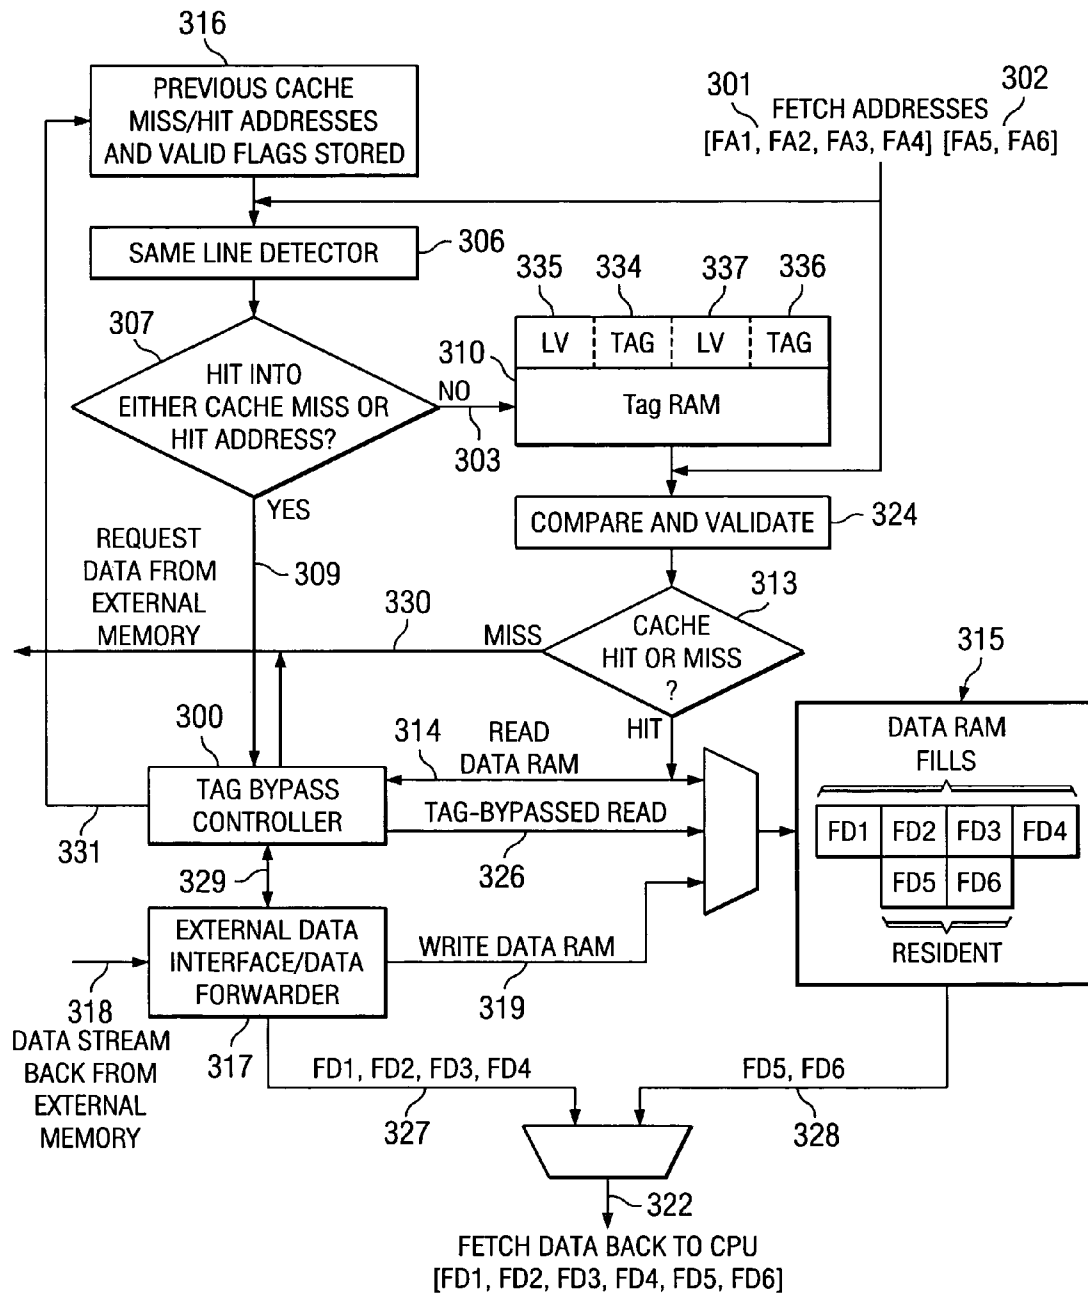 316
PREVIOUS CACHE
MISS/HIT ADDRESSES
AND VALID FLAGS STORED
301
302
FETCH ADDRESSES
[FA1, FA2, FA3, FA4] [FA5, FA6]
SAME LINE DETECTOR
306
335
334
337
336
LV
TAG
LV
TAG
310
Tag RAM
307
HIT INTO
EITHER CACHE MISS OR
HIT ADDRESS?
NO
303
YES
309
COMPARE AND VALIDATE
324
REQUEST
DATA FROM
EXTERNAL
MEMORY
330
MISS
313
CACHE
HIT OR MISS
?
HIT
315
DATA RAM
FILLS
FD1
FD2
FD3
FD4
FD5
FD6
RESIDENT
300
TAG BYPASS
CONTROLLER
314
READ
DATA RAM
TAG-BYPASSED READ
326
331
329
EXTERNAL DATA
INTERFACE/DATA
FORWARDER
WRITE DATA RAM
319
318
DATA STREAM
BACK FROM
EXTERNAL
MEMORY
317
FD1, FD2, FD3, FD4
327
FD5, FD6
328
322
FETCH DATA BACK TO CPU
[FD1, FD2, FD3, FD4, FD5, FD6]